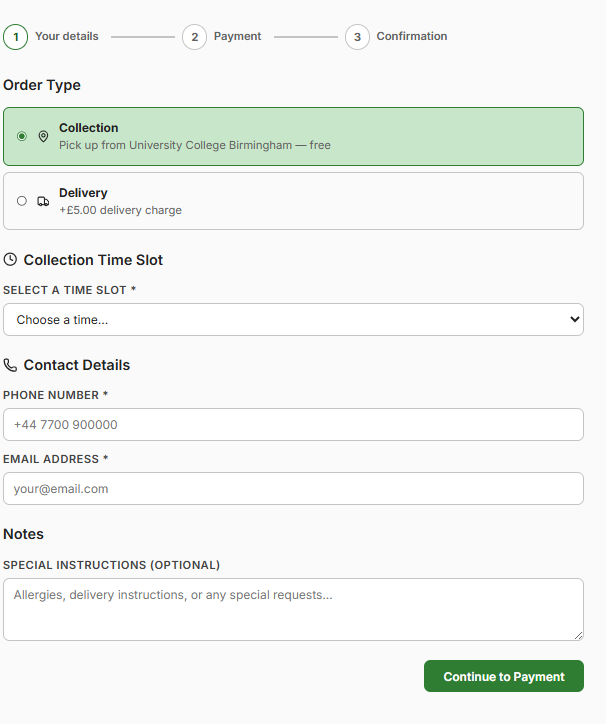 1 Your details 2 Payment 3 Confirmation
Order Type
Collection
Pick up from University College Birmingham — free
Delivery
+£5.00 delivery charge
Collection Time Slot
SELECT A TIME SLOT *
Choose a time...
Contact Details
PHONE NUMBER *
+44 7700 900000
EMAIL ADDRESS *
your@email.com
Notes
SPECIAL INSTRUCTIONS (OPTIONAL)
Allergies, delivery instructions, or any special requests...
Continue to Payment